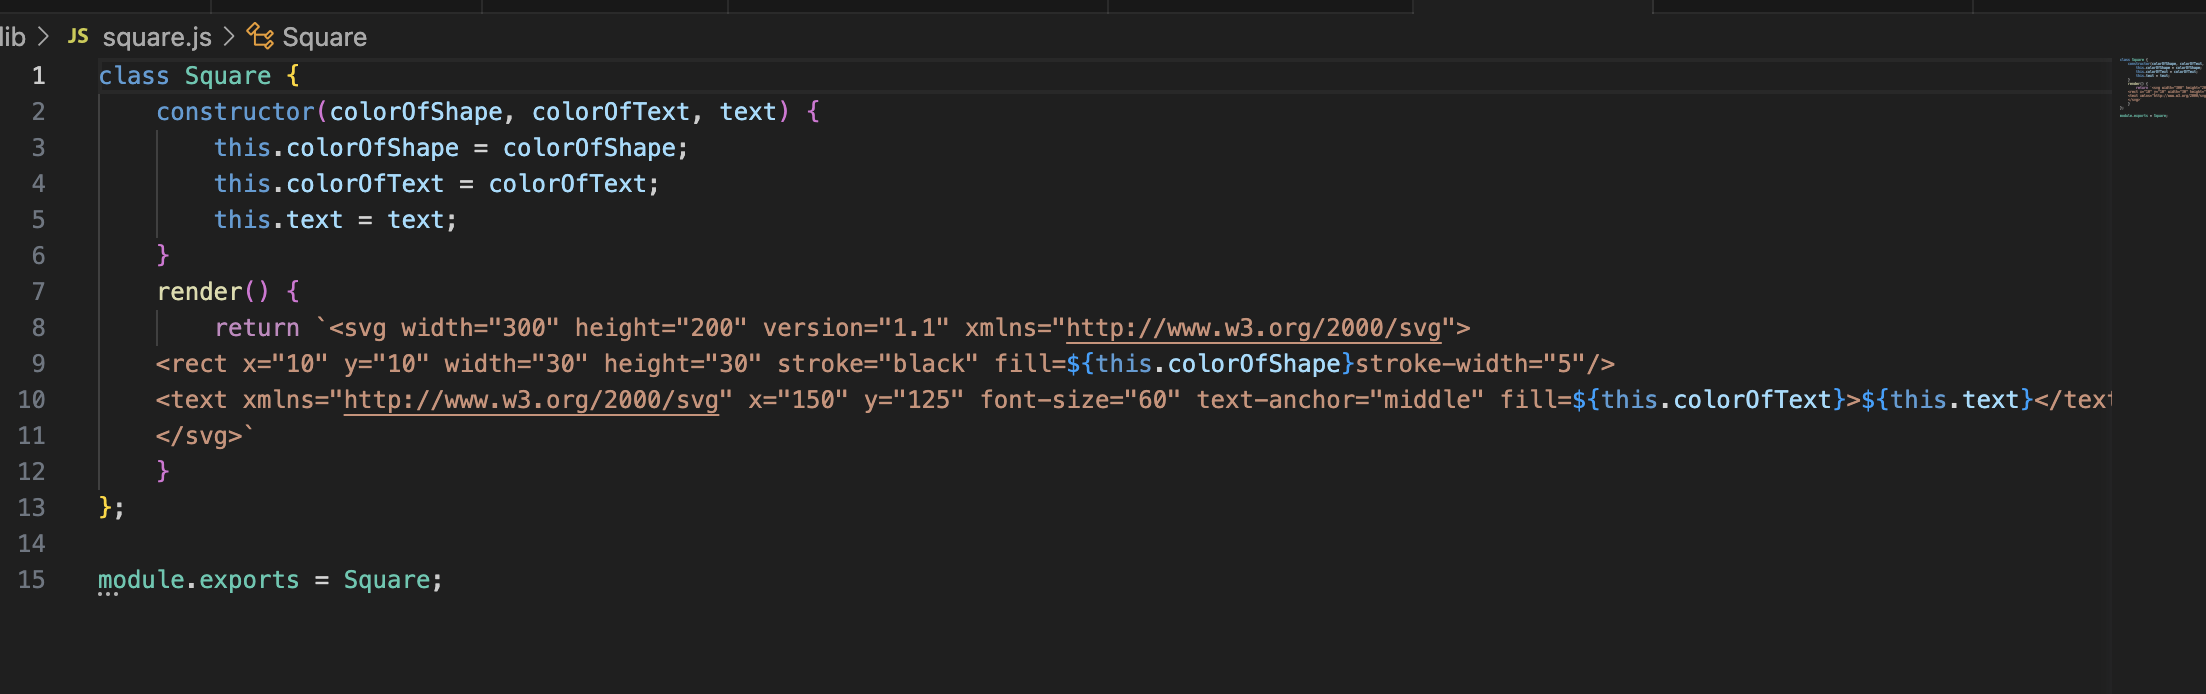 lib > JS square.js > Square
1 class Square {
2 constructor(colorOfShape, colorOfText, text) {
3 this.colorOfShape = colorOfShape;
4 this.colorOfText = colorOfText;
5 this.text = text;
6 }
7 render() {
8 return `<svg width="300" height="200" version="1.1" xmlns="http://www.w3.org/2000/svg">
9 <rect x="10" y="10" width="30" height="30" stroke="black" fill=${this.colorOfShape}stroke-width="5"/>
10 <text xmlns="http://www.w3.org/2000/svg" x="150" y="125" font-size="60" text-anchor="middle" fill=${this.colorOfText}>${this.text}</text
11 </svg>`
12 }
13 };
14
15 module.exports = Square;